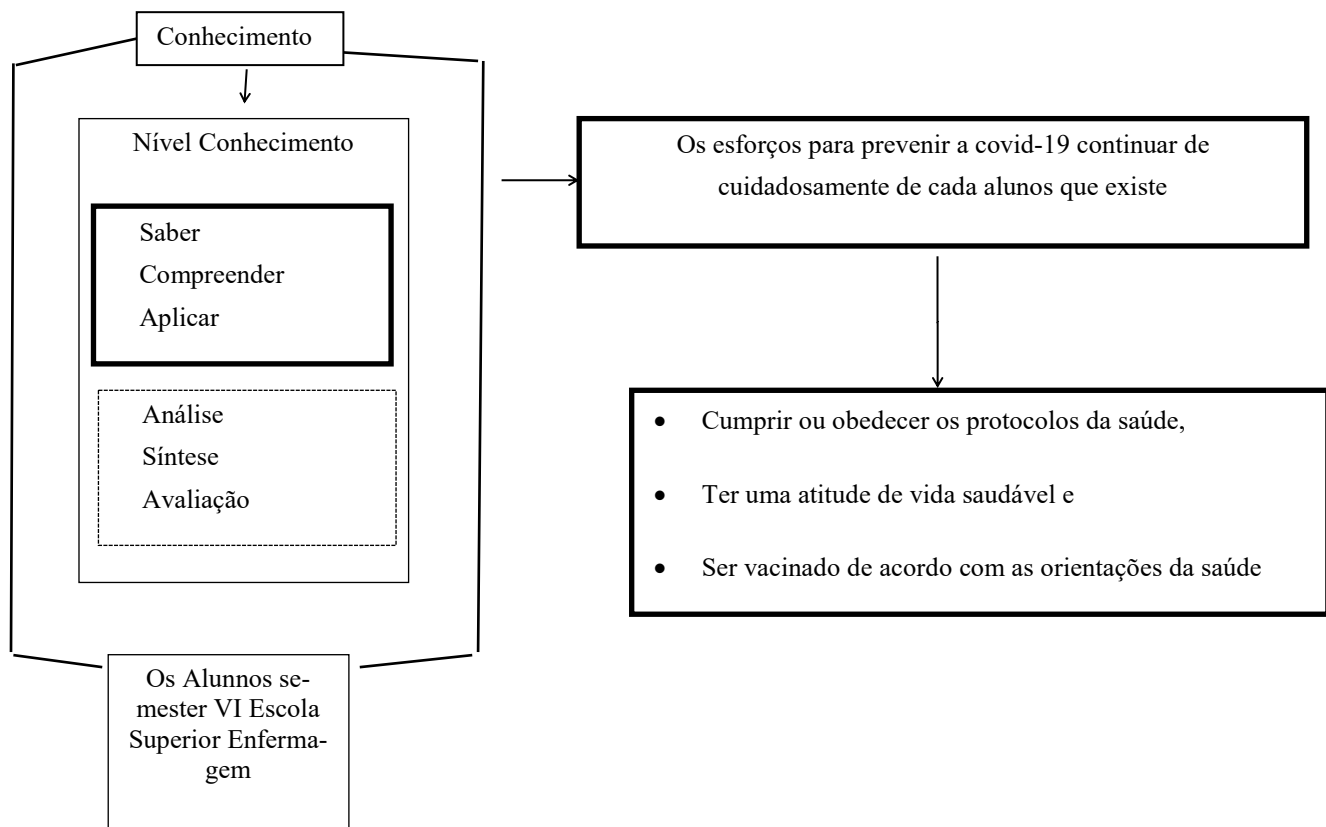 Conhecimento
Nível Conhecimento
Saber
Compreender
Aplicar
Análise
Síntese
Avaliação
Os Alunnos se-
mester VI Escola
Superior Enferma-
gem
Os esforços para prevenir a covid-19 continuar de
cuidadosamente de cada alunos que existe
• Cumprir ou obedecer os protocolos da saúde,
• Ter uma atitude de vida saudável e
• Ser vacinado de acordo com as orientações da saúde